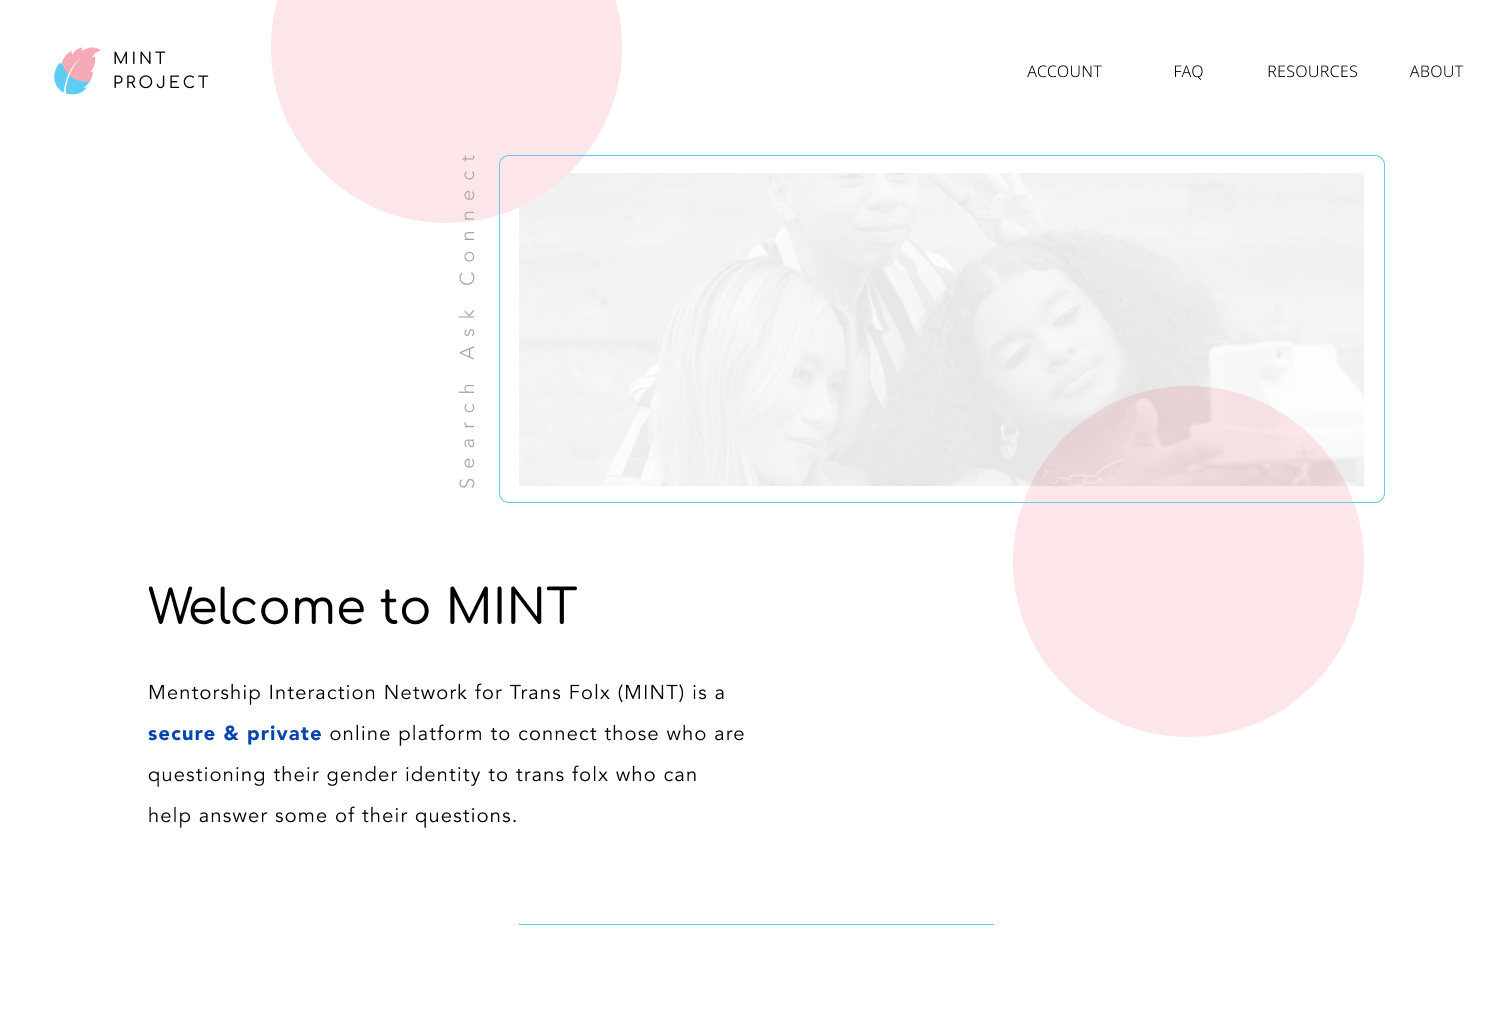 MINT
PROJECT
ACCOUNT FAQ RESOURCES ABOUT
Search Ask Connect
Welcome to MINT
Mentorship Interaction Network for Trans Folx (MINT) is a
secure & private online platform to connect those who are
questioning their gender identity to trans folx who can
help answer some of their questions.